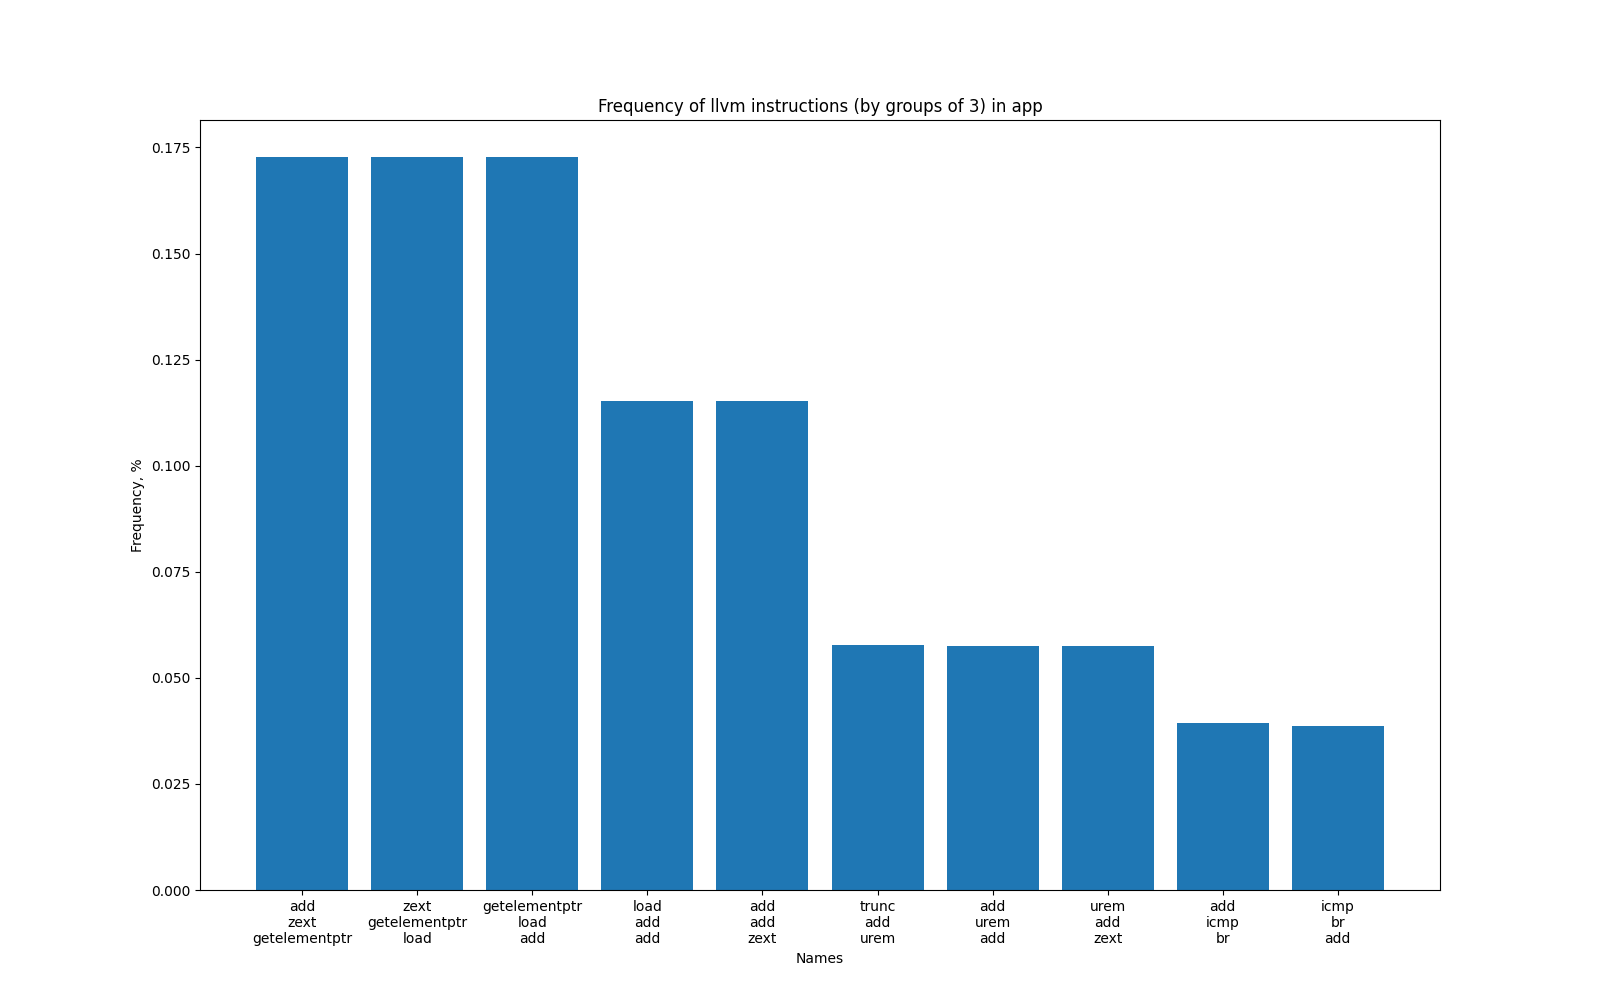 Frequency of llvm instructions (by groups of 3) in app
Frequency, %
0.175
0.150
0.125
0.100
0.075
0.050
0.025
0.000
add
zext
getelementptr
zext
getelementptr
load
getelementptr
load
add
load
add
add
add
add
zext
trunc
add
urem
add
urem
add
urem
add
zext
add
icmp
br
icmp
br
add
Names